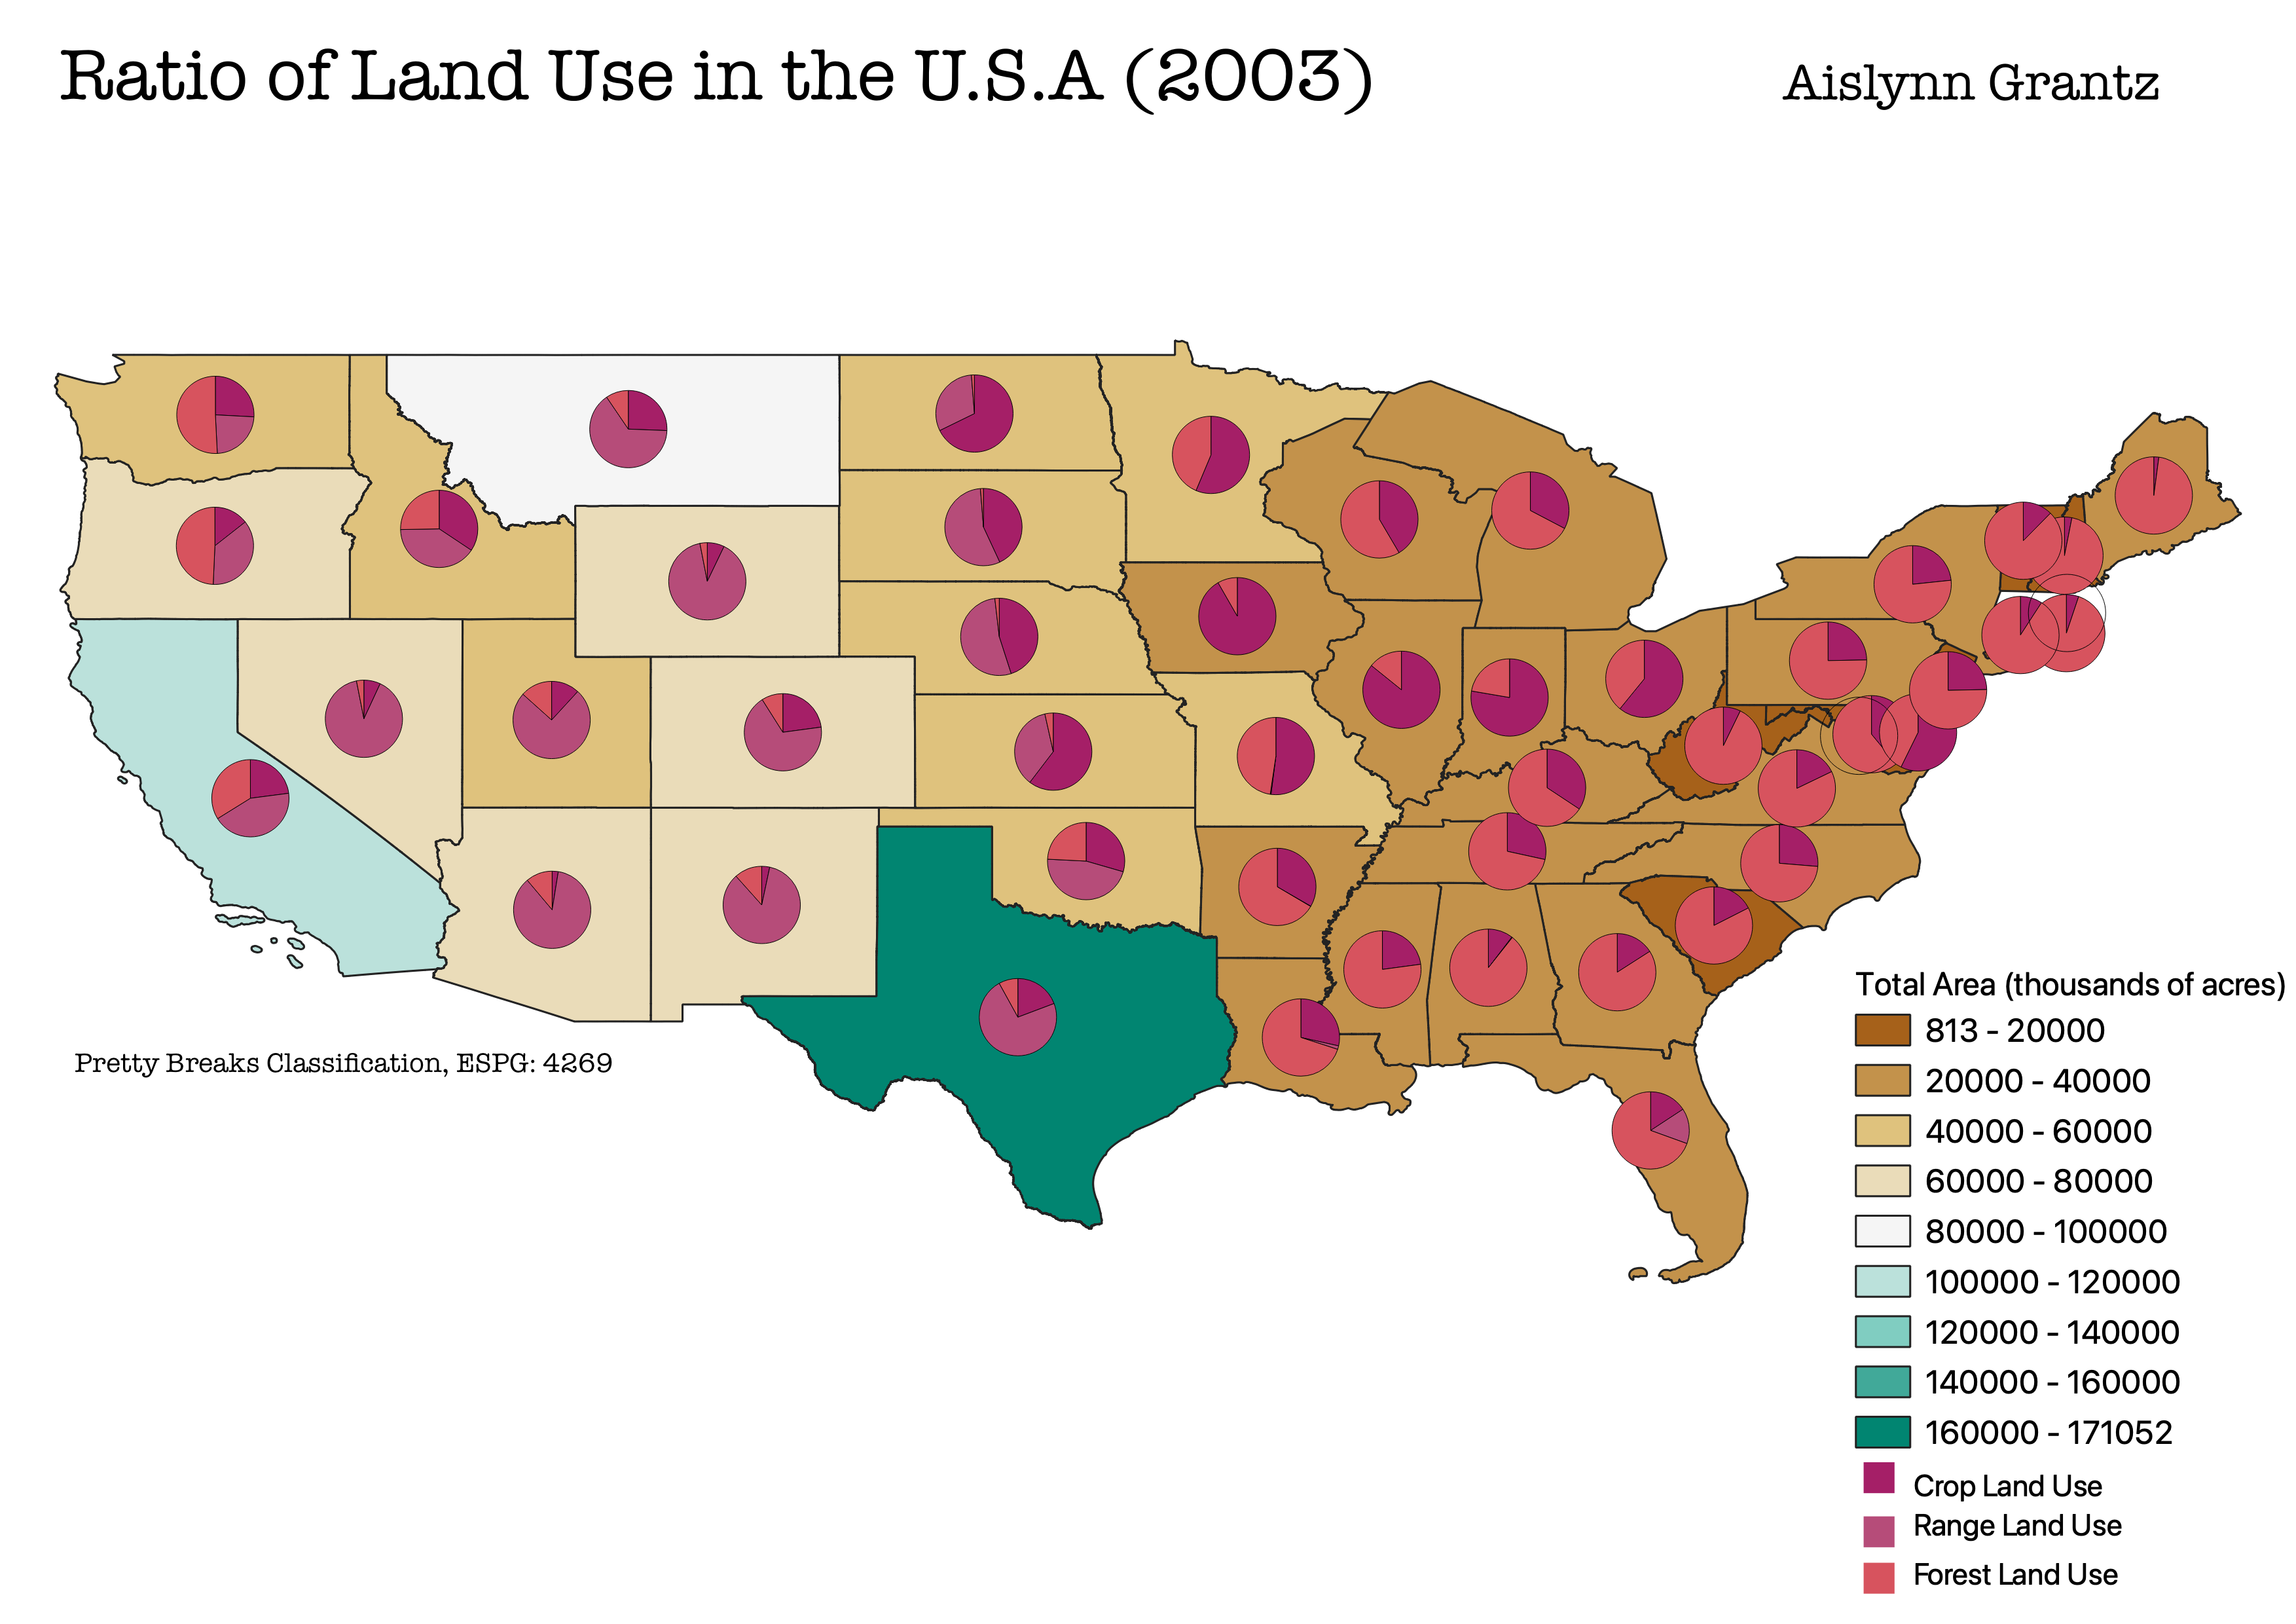 Ratio of Land Use in the U.S.A (2003)
Aislynn Grantz
Pretty Breaks Classification, ESPG: 4269
Total Area (thousands of acres)
813 - 20000
20000 - 40000
40000 - 60000
60000 - 80000
80000 - 100000
100000 - 120000
120000 - 140000
140000 - 160000
160000 - 171052
Crop Land Use
Range Land Use
Forest Land Use